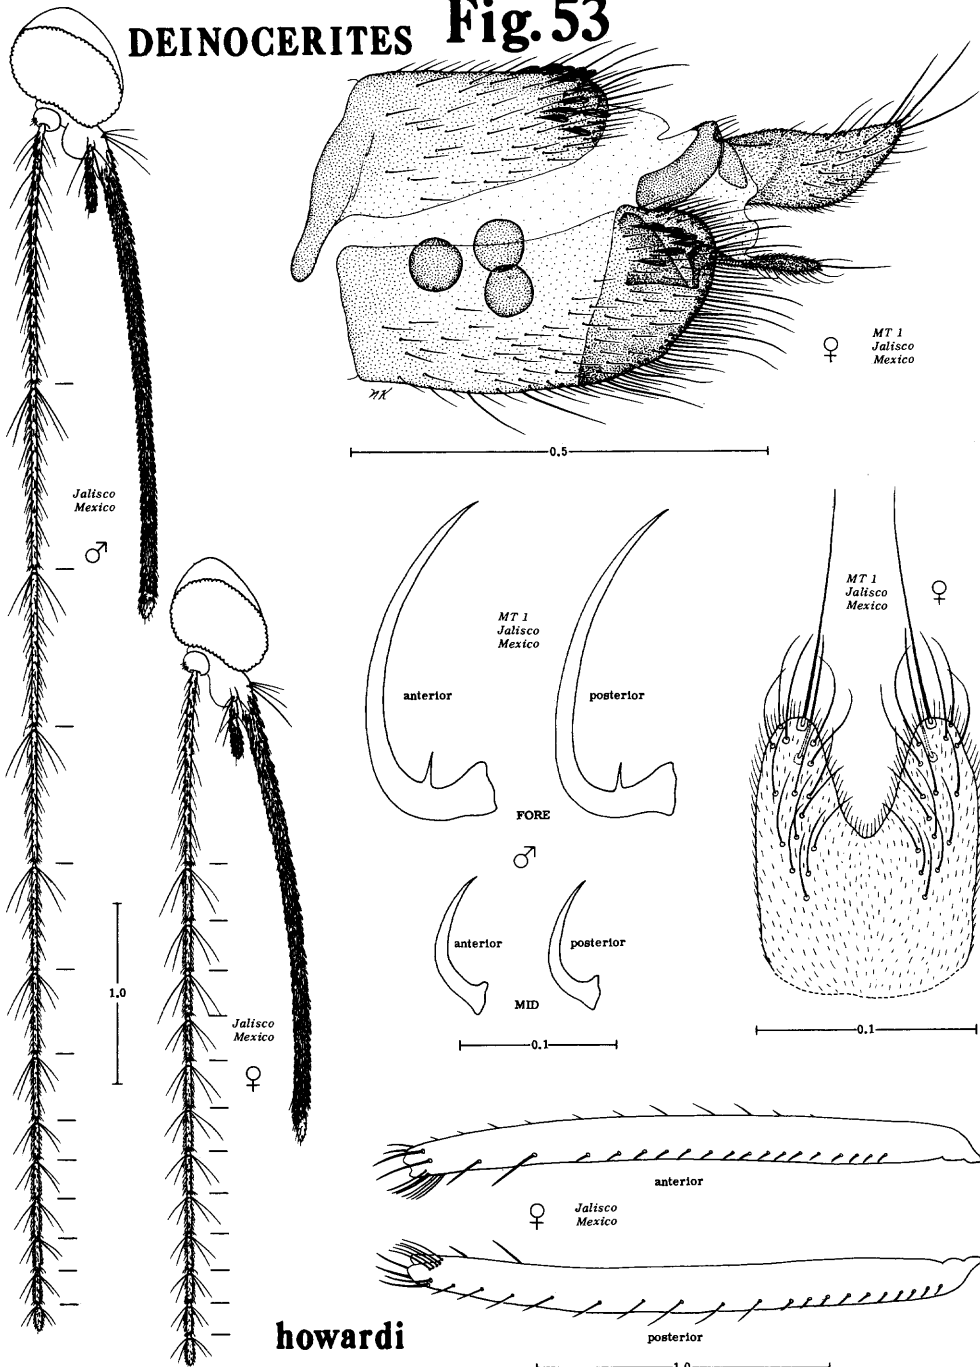 DEINOCERITES Fig. 53
MT 1
Jalisco
Mexico
0.5
Jalisco
Mexico
MT 1
Jalisco
Mexico
anterior
posterior
FORE
MT 1
Jalisco
Mexico
anterior
posterior
MID
0.1
0.1
1.0
Jalisco
Mexico
anterior
Jalisco
Mexico
posterior
1.0
howardi